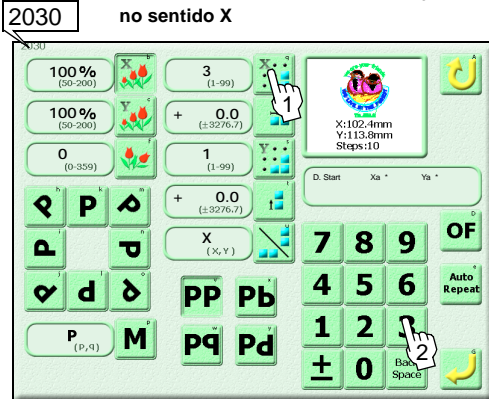 2030
no sentido X
2030
100 %
(50-200)
X
b
3
(1-99)
X
q
A
100 %
(50-200)
Y
c
+ 0.0
(±3276.7)
1
X:102.4mm
Y:113.8mm
Steps:10
0
(0-359)
f
1
(1-99)
Y
s
D. Start Xa * Ya *
P
h
P
k
P
m
+ 0.0
(±3276.7)
t
P
i
P
n
X
(X,Y)
7
8
9
OF
D
P
j
P
l
P
o
PP
v
Pb
x
4
5
6
Auto
Repeat
e
P
(P,q)
M
P
Pq
w
Pd
y
1
2
3
2
±
0
Back
Space